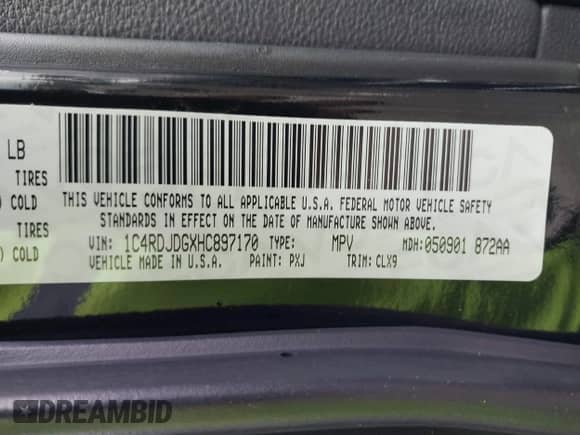 LB
TIRES
) COLD
TIRES
) COLD
THIS VEHICLE CONFORMS TO ALL APPLICABLE U.S.A. FEDERAL MOTOR VEHICLE SAFETY
STANDARDS IN EFFECT ON THE DATE OF MANUFACTURE SHOWN ABOVE.
VIN: 1C4RDJDGXHC897170 TYPE: MPV MDH:050901 872AA
VEHICLE MADE IN U.S.A. PAINT: PXJ TRIM: CLX9
DREAMBID